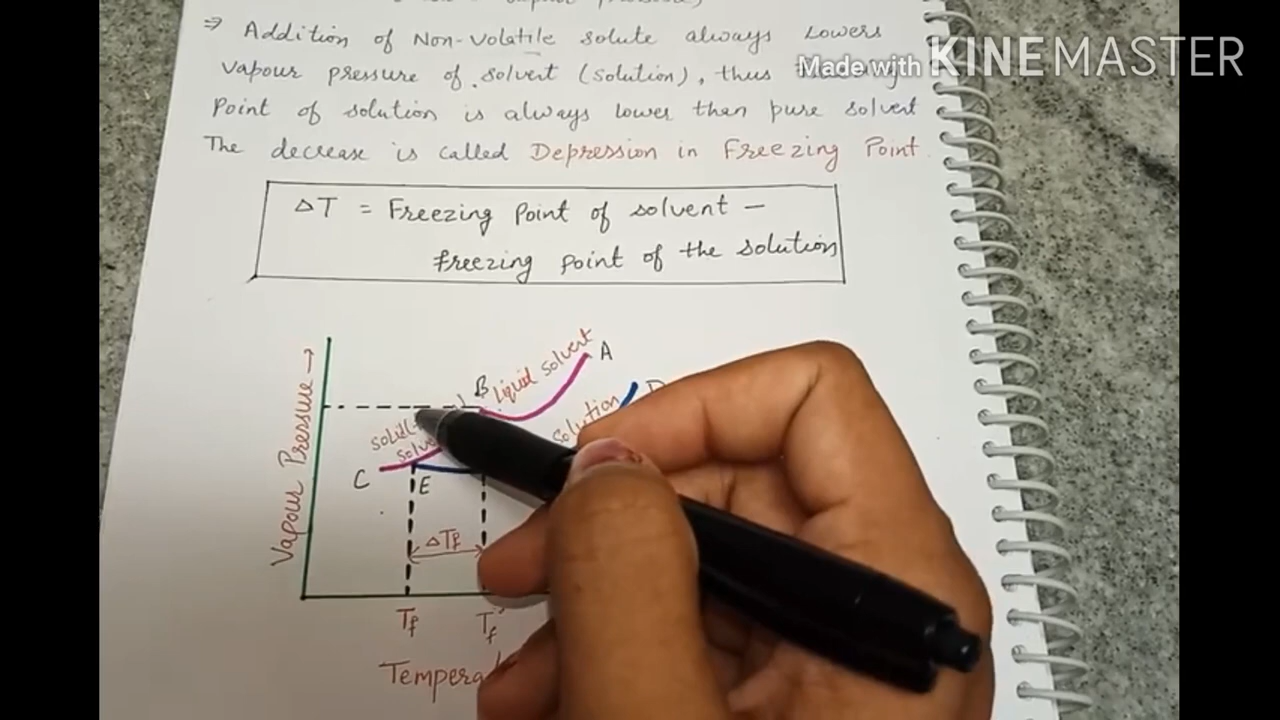 ⇒ Addition of Non-Volatile solute always Lowers
Vapour pressure of solvent (solution), thus
Made with KINEMASTER
Point of solution is always lower than pure solvent
The decrease is called Depression in Freezing Point
ΔT = Freezing Point of solvent –
freezing point of the solution
Vapour Pressure →
B
Liquid solvent
A
solution
D
C
E
ΔTf
Tf
Tf°